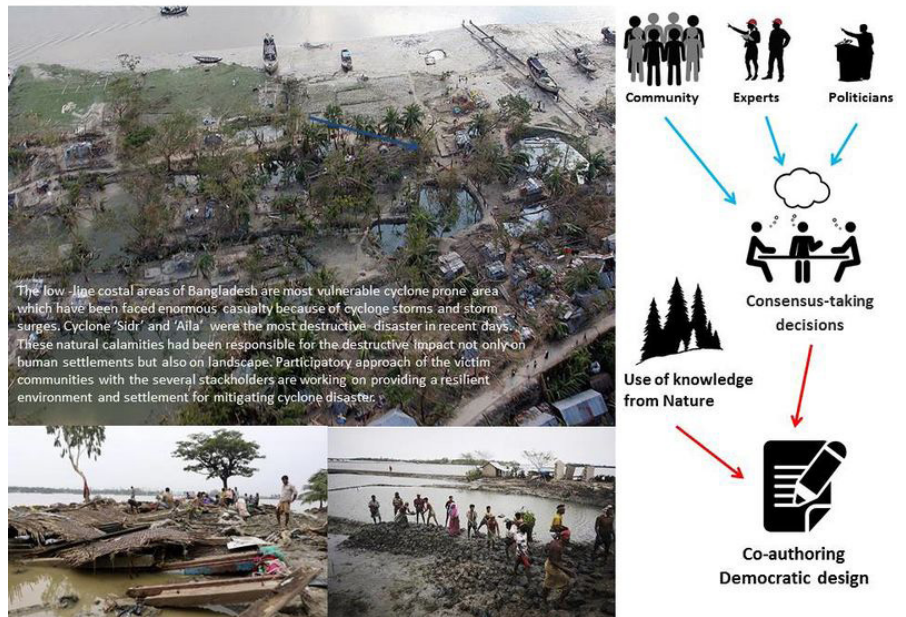 The low -line costal areas of Bangladesh are most vulnerable cyclone prone area
which have been faced enormous casualty because of cyclone storms and storm
surges. Cyclone ‘Sidr’ and ‘Aila’ were the most destructive disaster in recent days.
These natural calamities had been responsible for the destructive impact not only on
human settlements but also on landscape. Participatory approach of the victim
communities with the several stackholders are working on providing a resilient
environment and settlement for mitigating cyclone disaster.
Community
Experts
Politicians
Consensus-taking
decisions
Use of knowledge
from Nature
Co-authoring
Democratic design